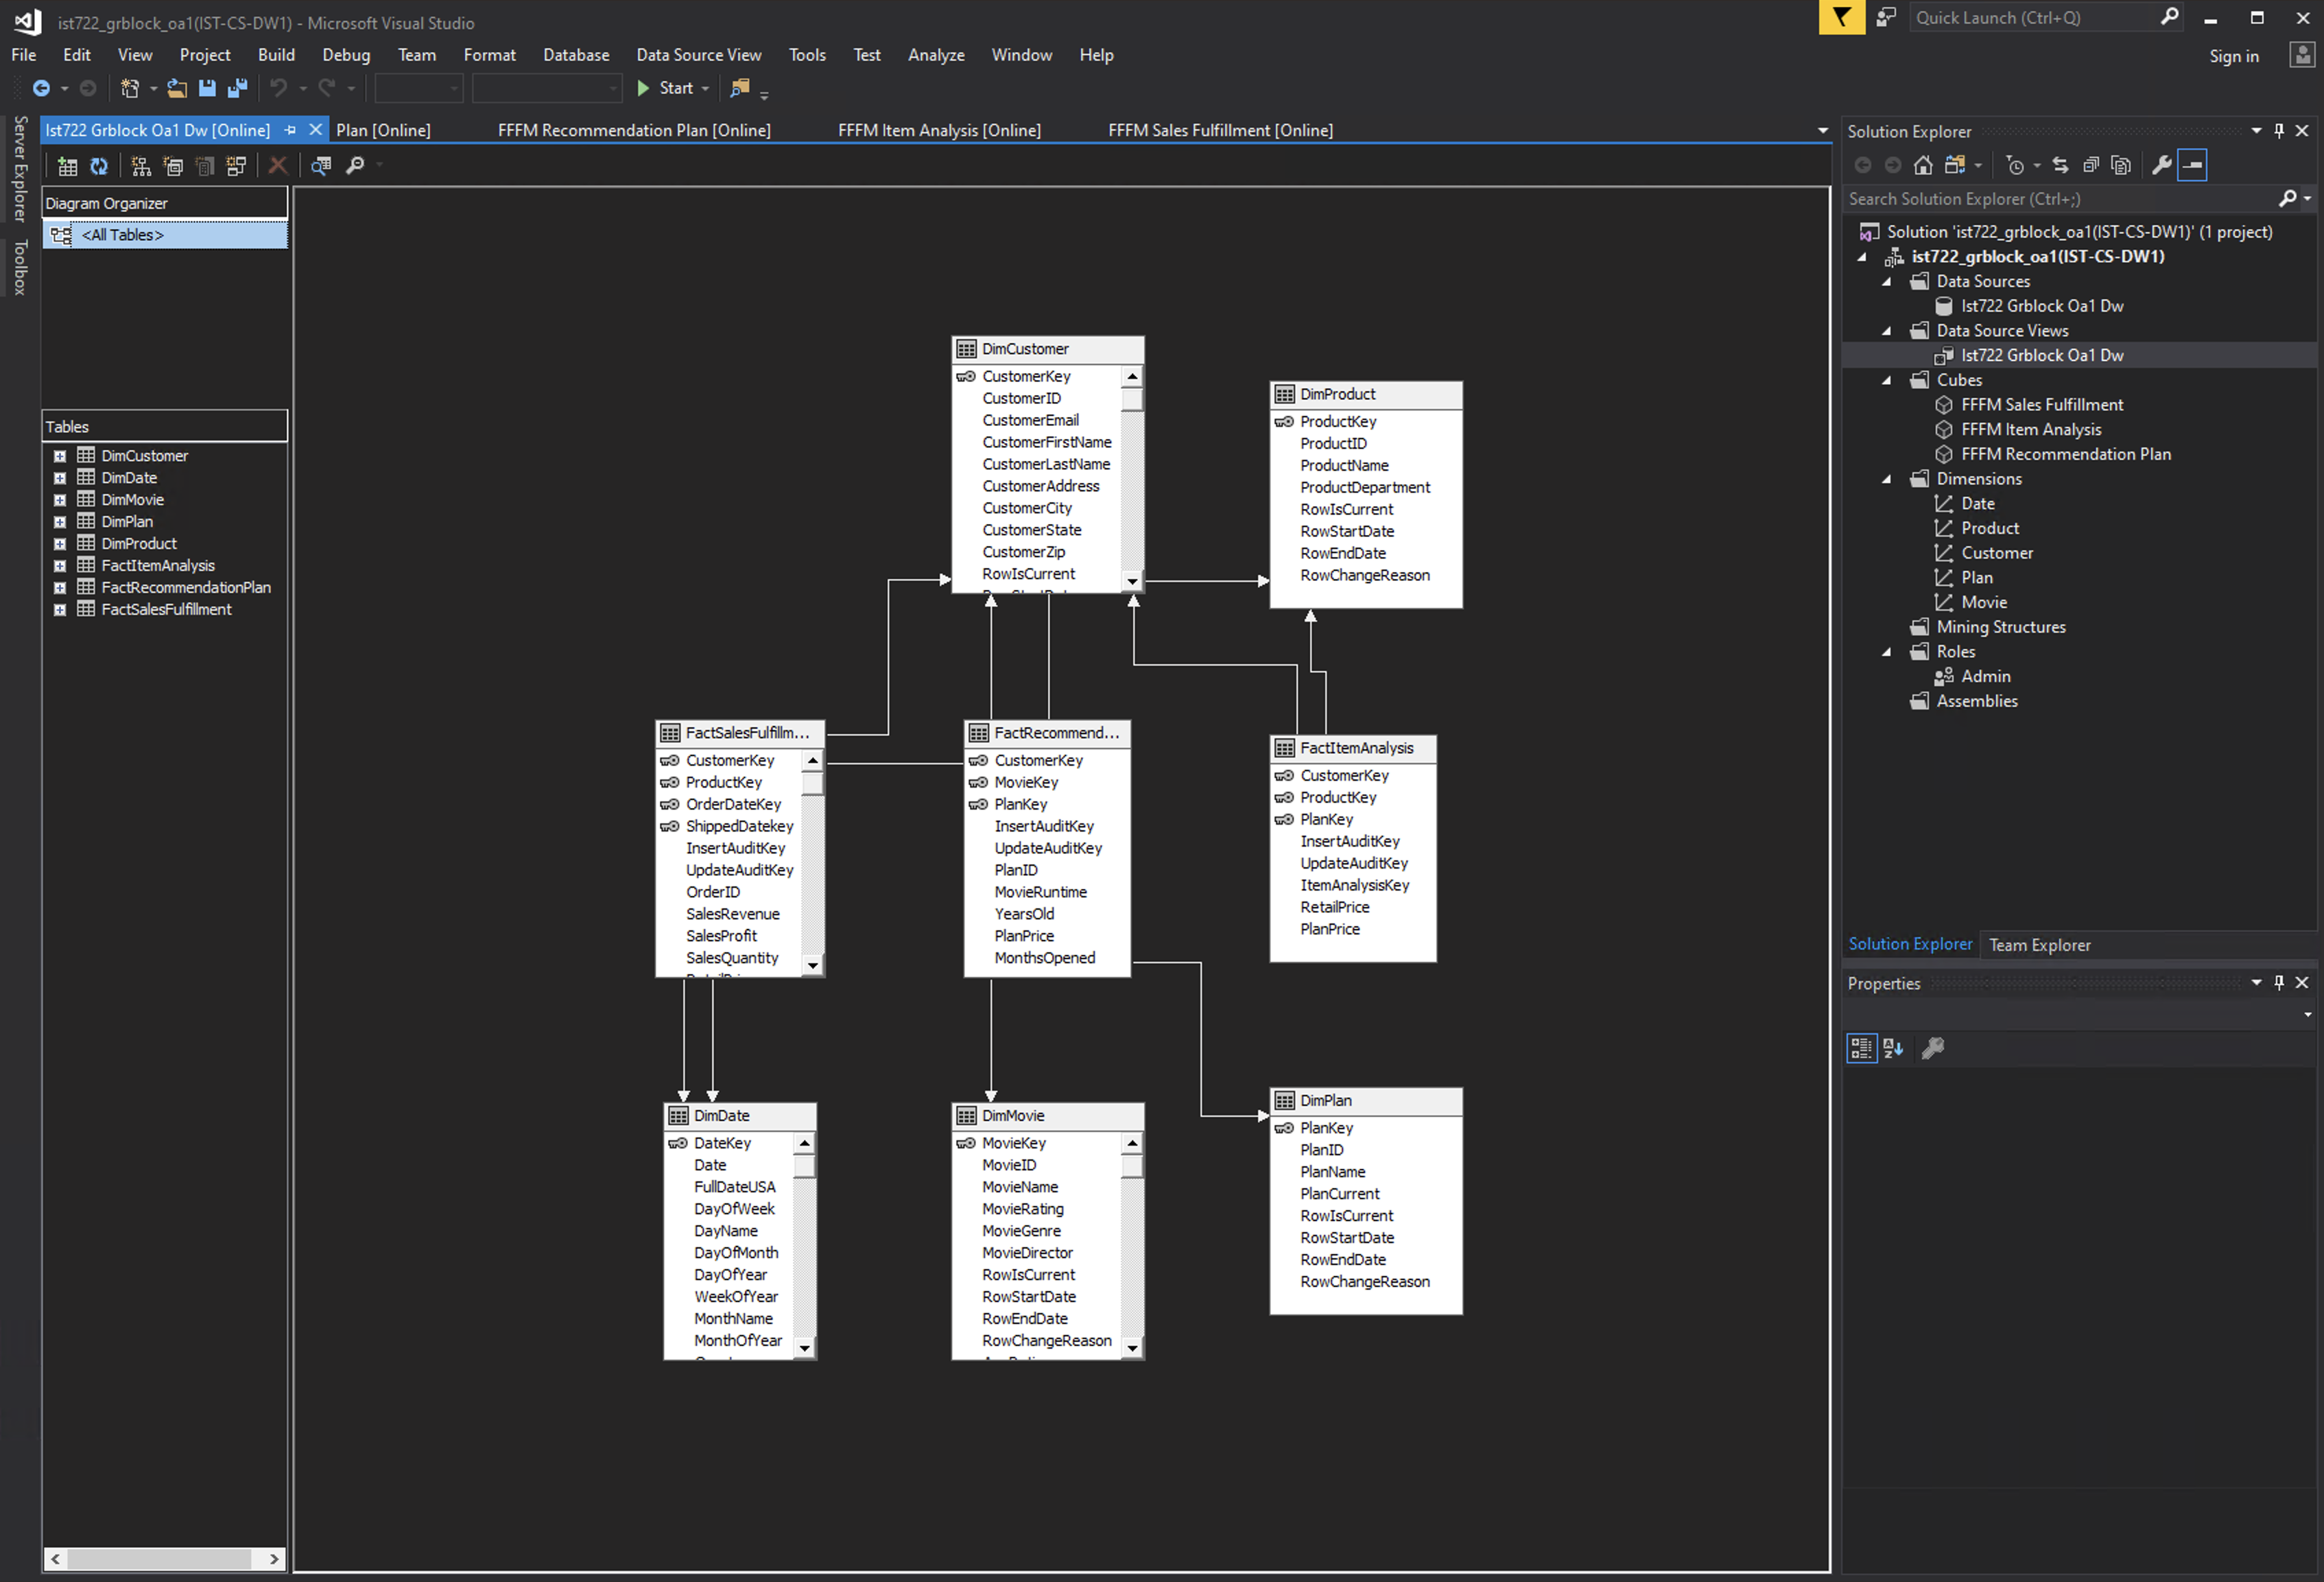 ist722_grblock_oa1(IST-CS-DW1) - Microsoft Visual Studio
Quick Launch (Ctrl+Q)
File Edit View Project Build Debug Team Format Database Data Source View Tools Test Analyze Window Help
Sign in
Start
Server Explorer
Toolbox
Ist722 Grblock Oa1 Dw [Online] Plan [Online] FFFM Recommendation Plan [Online] FFFM Item Analysis [Online] FFFM Sales Fulfillment [Online]
Diagram Organizer
<All Tables>
Tables
DimCustomer
DimDate
DimMovie
DimPlan
DimProduct
FactItemAnalysis
FactRecommendationPlan
FactSalesFulfillment
DimCustomer
CustomerKey
CustomerID
CustomerEmail
CustomerFirstName
CustomerLastName
CustomerAddress
CustomerCity
CustomerState
CustomerZip
RowIsCurrent
DimProduct
ProductKey
ProductID
ProductName
ProductDepartment
RowIsCurrent
RowStartDate
RowEndDate
RowChangeReason
FactSalesFulfillm...
CustomerKey
ProductKey
OrderDateKey
ShippedDatekey
InsertAuditKey
UpdateAuditKey
OrderID
SalesRevenue
SalesProfit
SalesQuantity
FactRecommend...
CustomerKey
MovieKey
PlanKey
InsertAuditKey
UpdateAuditKey
PlanID
MovieRuntime
YearsOld
PlanPrice
MonthsOpened
FactItemAnalysis
CustomerKey
ProductKey
PlanKey
InsertAuditKey
UpdateAuditKey
ItemAnalysisKey
RetailPrice
PlanPrice
DimDate
DateKey
Date
FullDateUSA
DayOfWeek
DayName
DayOfMonth
DayOfYear
WeekOfYear
MonthName
MonthOfYear
DimMovie
MovieKey
MovieID
MovieName
MovieRating
MovieGenre
MovieDirector
RowIsCurrent
RowStartDate
RowEndDate
RowChangeReason
DimPlan
PlanKey
PlanID
PlanName
PlanCurrent
RowIsCurrent
RowStartDate
RowEndDate
RowChangeReason
Solution Explorer
Search Solution Explorer (Ctrl+;)
Solution 'ist722_grblock_oa1(IST-CS-DW1)' (1 project)
ist722_grblock_oa1(IST-CS-DW1)
Data Sources
Ist722 Grblock Oa1 Dw
Data Source Views
Ist722 Grblock Oa1 Dw
Cubes
FFFM Sales Fulfillment
FFFM Item Analysis
FFFM Recommendation Plan
Dimensions
Date
Product
Customer
Plan
Movie
Mining Structures
Roles
Admin
Assemblies
Solution Explorer Team Explorer
Properties